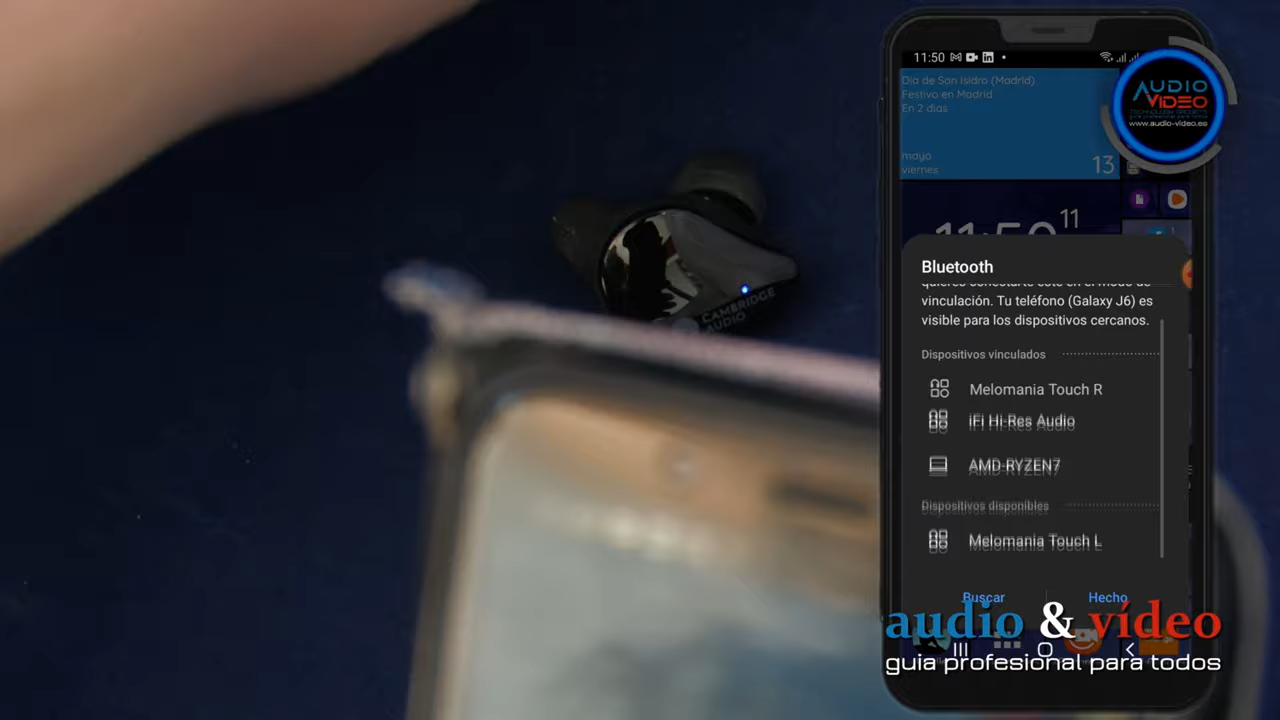 11:50
Día de San Isidro (Madrid)
Festivo en Madrid
En 2 días
mayo
viernes
13
AUDIO
VIDEO
www.audio-video.es
11:50 11
Bluetooth
vinculación. Tu teléfono (Galaxy J6) es
visible para los dispositivos cercanos.
Dispositivos vinculados
Melomania Touch R
iFi Hi-Res Audio
AMD-RYZEN7
Dispositivos disponibles
Melomania Touch L
Buscar
Hecho
CAMBRIDGE
AUDIO
audio & vídeo
guia profesional para todos